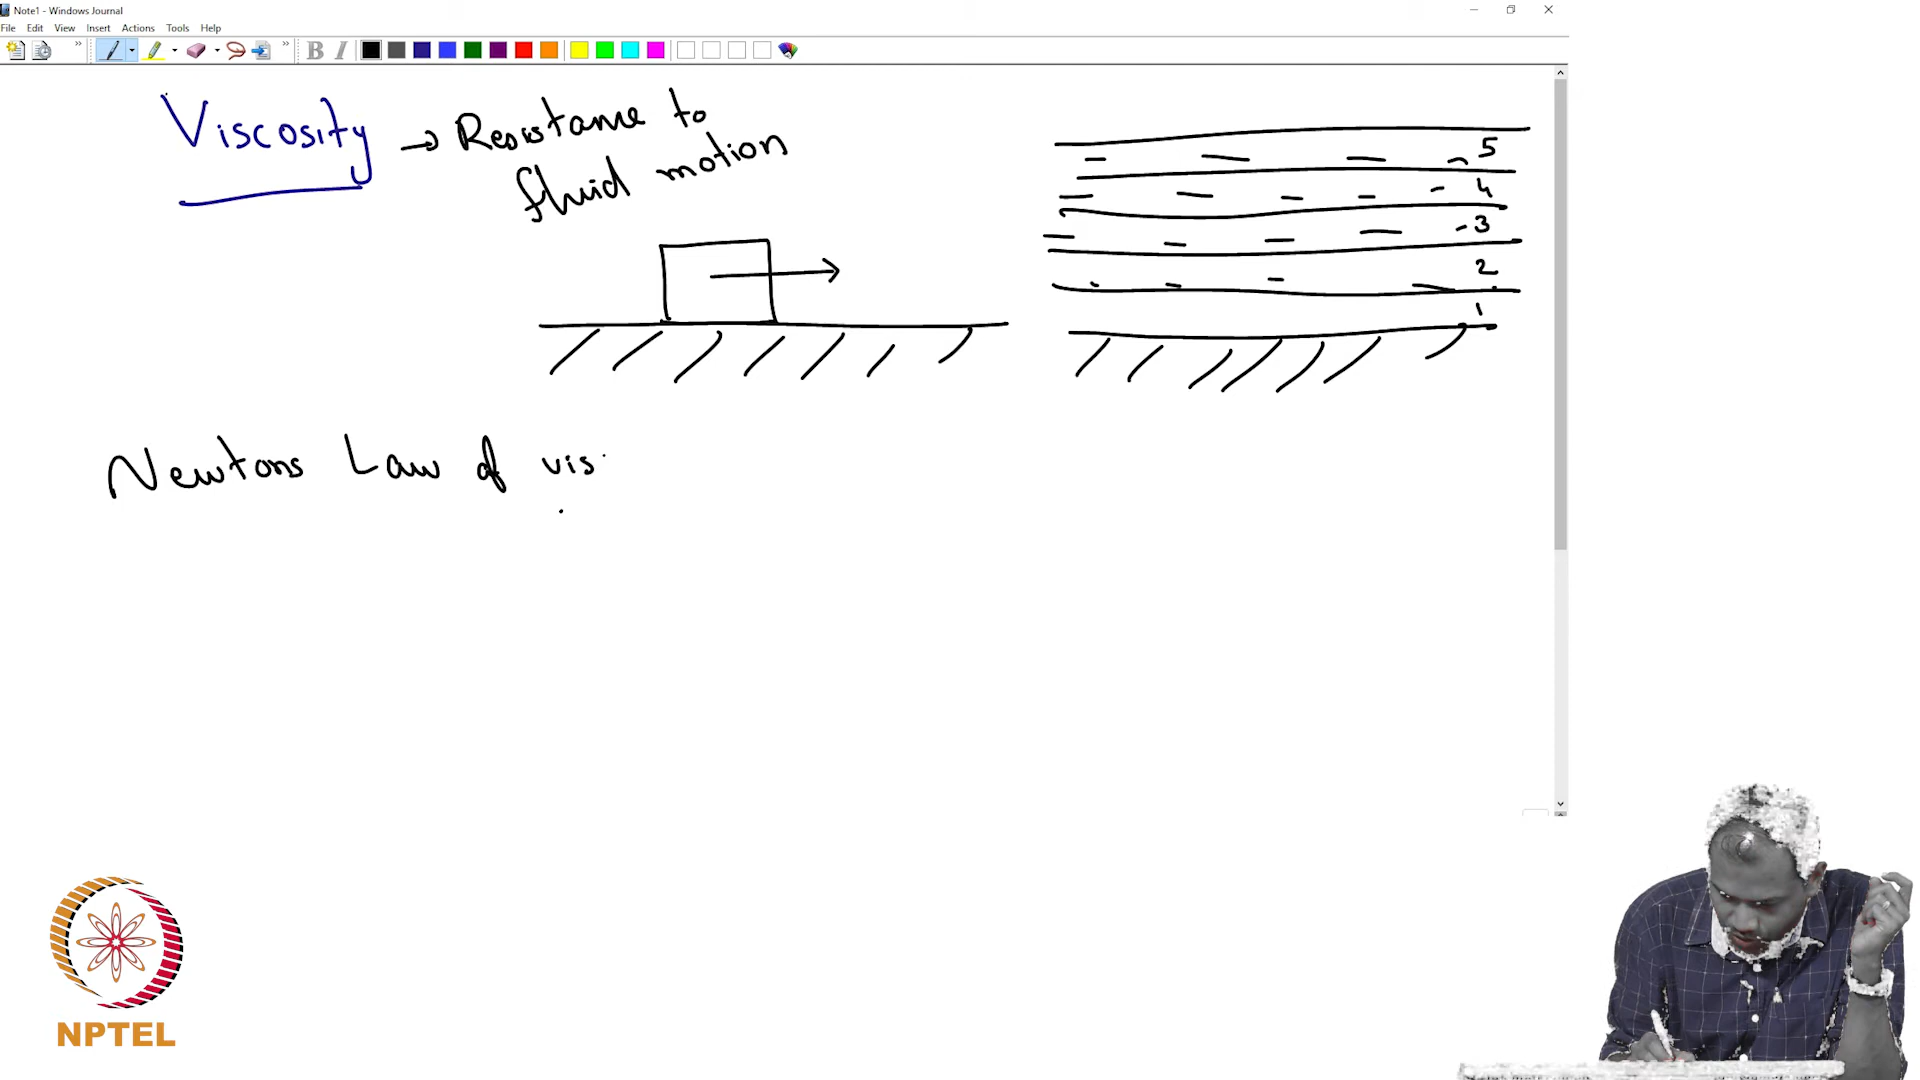 Note1 - Windows Journal
File Edit View Insert Actions Tools Help
B I
Viscosity → Resistance to
fluid motion
5
4
3
2
1
Newtons Law of vis
NPTEL